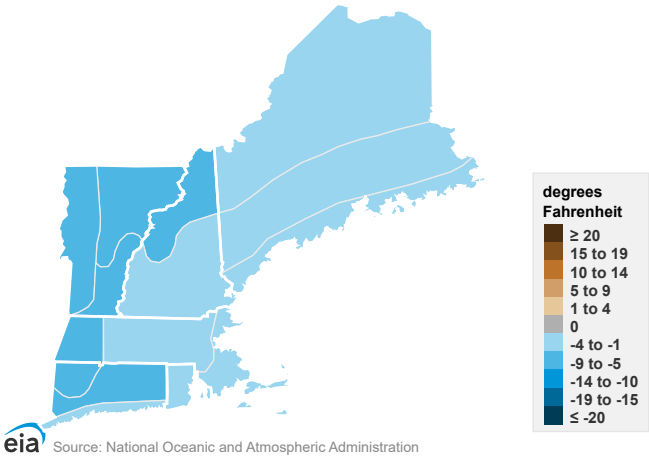 degrees
Fahrenheit
≥ 20
15 to 19
10 to 14
5 to 9
1 to 4
0
-4 to -1
-9 to -5
-14 to -10
-19 to -15
≤ -20
eia
Source: National Oceanic and Atmospheric Administration